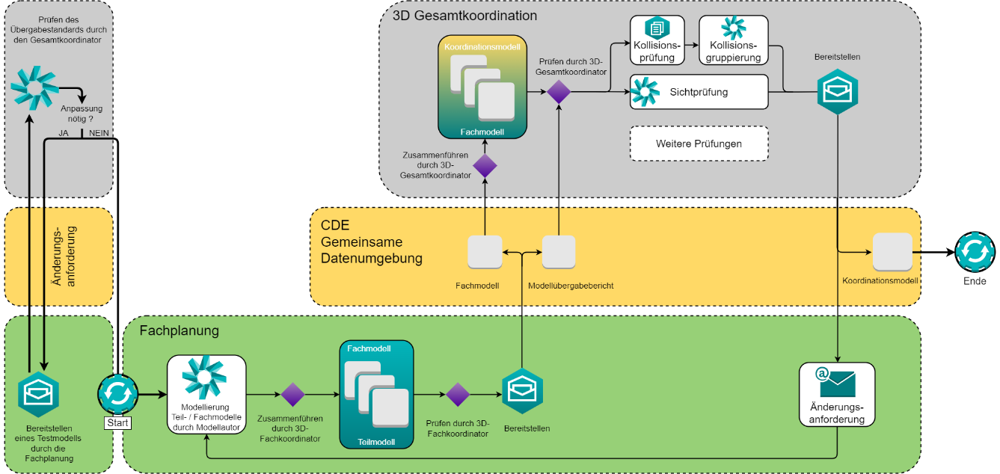 Prüfen des
Übergabestandards durch
den Gesamtkoordinator
Anpassung
nötig ?
JA
NEIN
Änderungs-
anforderung
Bereitstellen
eines Testmodells
durch die
Fachplanung
Start
3D Gesamtkoordination
Koordinationsmodell
Fachmodell
Zusammenführen
durch 3D-
Gesamtkoordinator
Prüfen durch 3D-
Gesamtkoordinator
Kollisions-
prüfung
Kollisions-
gruppierung
Sichtprüfung
Weitere Prüfungen
Bereitstellen
CDE
Gemeinsame
Datenumgebung
Fachmodell
Modellübergabebericht
Koordinationsmodell
Ende
Fachplanung
Modellierung
Teil- / Fachmodelle
durch Modellautor
Zusammenführen
durch 3D-
Fachkoordinator
Fachmodell
Teilmodell
Prüfen durch 3D-
Fachkoordinator
Bereitstellen
@
Änderungs-
anforderung